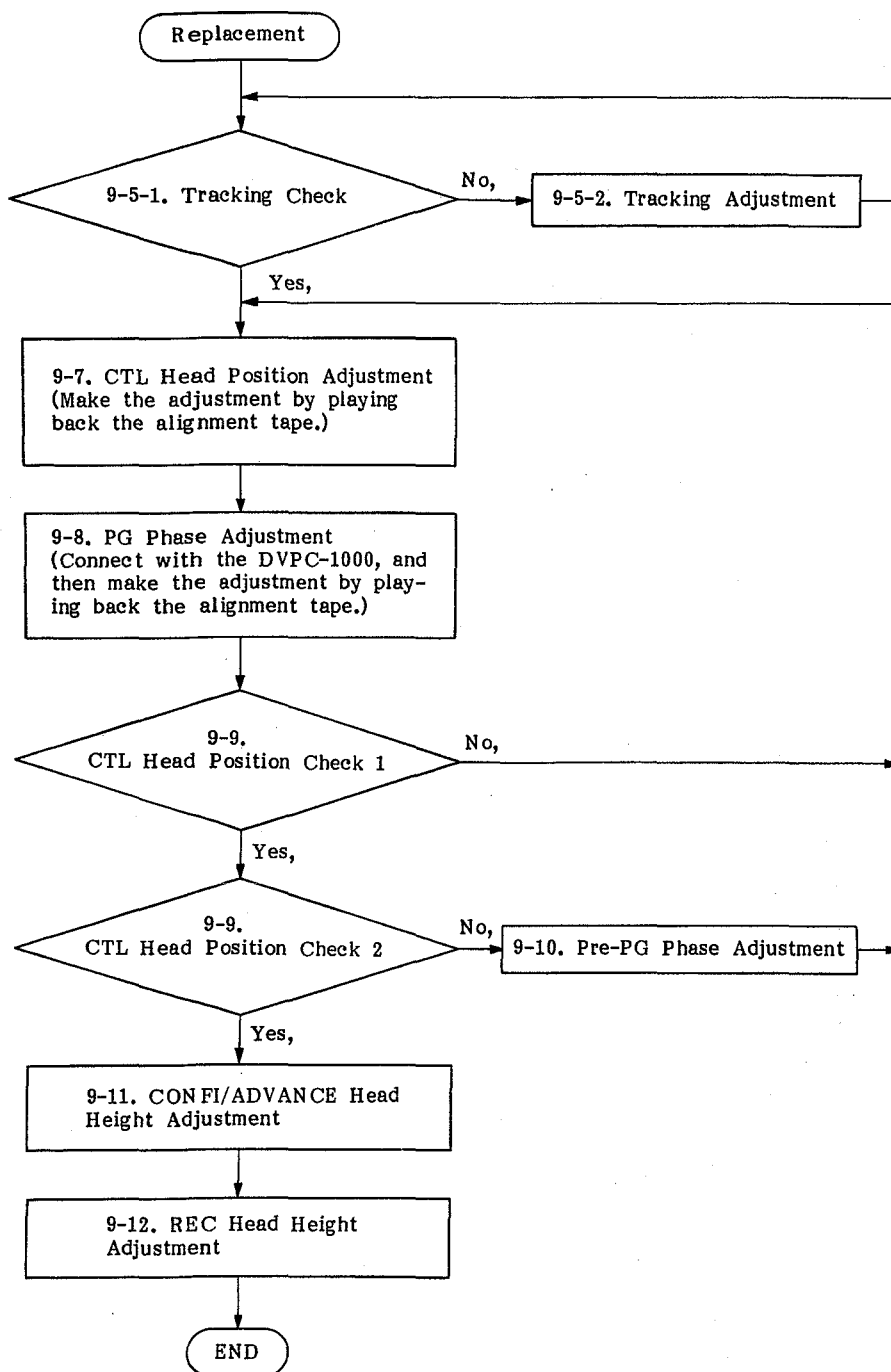 Replacement
9-5-1. Tracking Check
No,
9-5-2. Tracking Adjustment
Yes,
9-7. CTL Head Position Adjustment
(Make the adjustment by playing
back the alignment tape.)
9-8. PG Phase Adjustment
(Connect with the DVPC-1000, and
then make the adjustment by play-
ing back the alignment tape.)
9-9.
CTL Head Position Check 1
No,
Yes,
9-9.
CTL Head Position Check 2
No,
9-10. Pre-PG Phase Adjustment
Yes,
9-11. CONFI/ADVANCE Head
Height Adjustment
9-12. REC Head Height
Adjustment
END